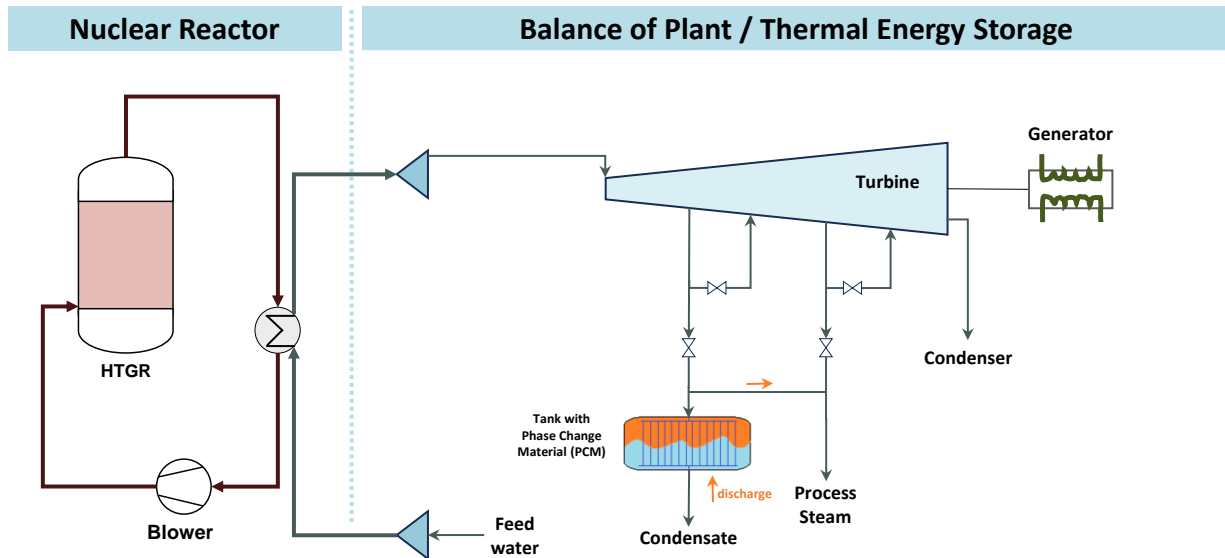 Nuclear Reactor
Balance of Plant / Thermal Energy Storage
Generator
Turbine
HTGR
Condenser
Tank with
Phase Change
Material (PCM)
discharge
Process
Steam
Blower
Feed
water
Condensate